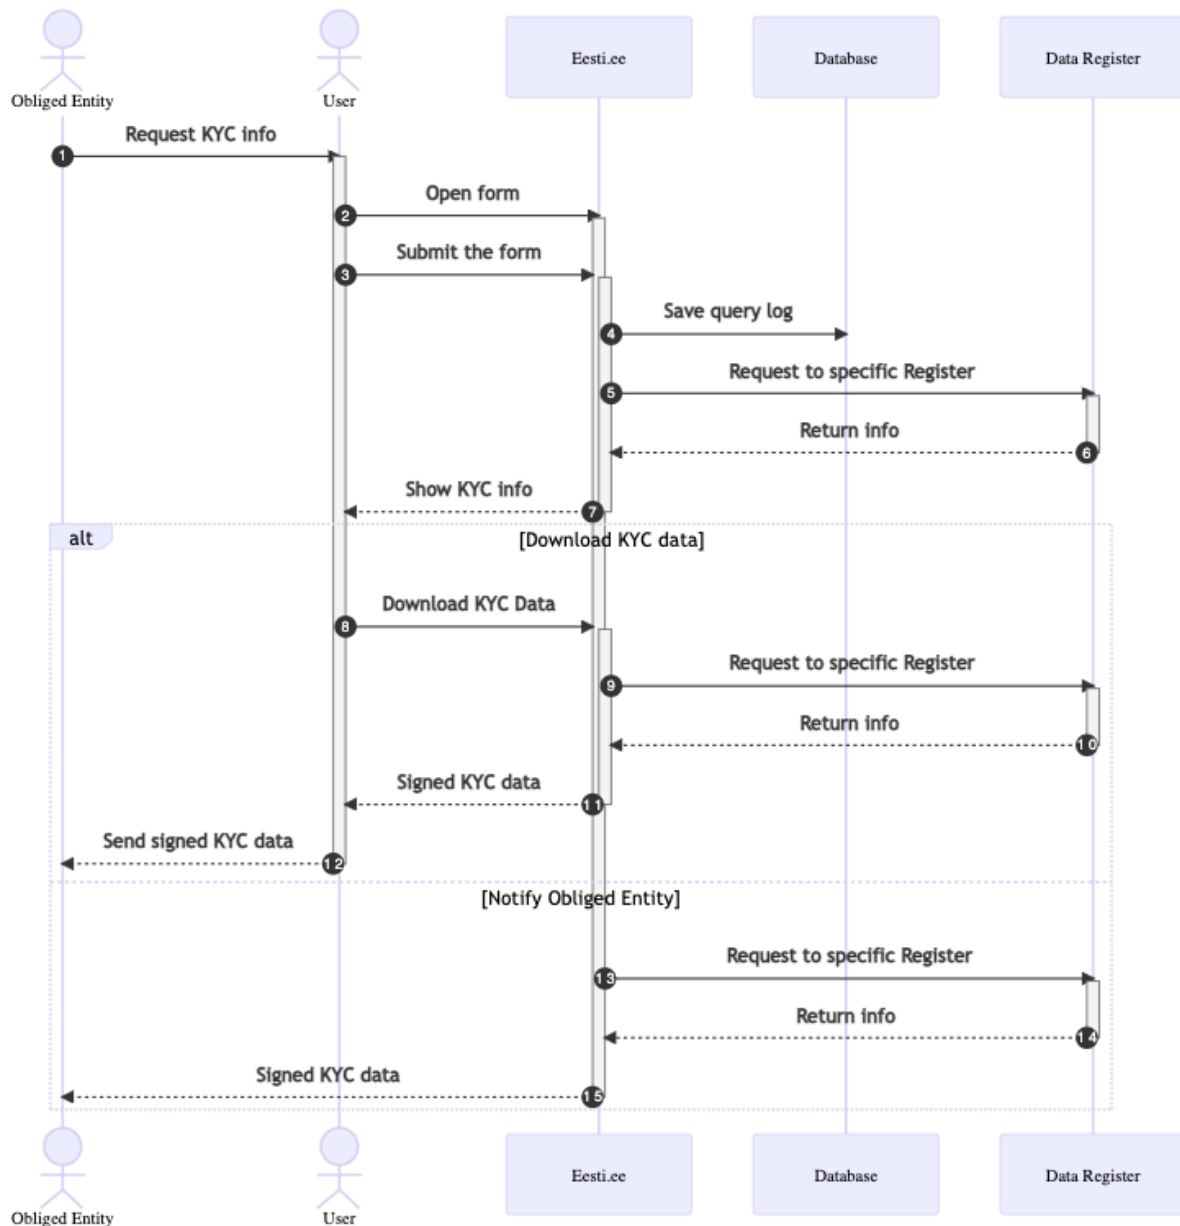 Obliged Entity
User
Eesti.ee
Database
Data Register
Request KYC info
1
Open form
2
Submit the form
3
Save query log
4
Request to specific Register
5
Return info
6
Show KYC info
7
alt
[Download KYC data]
Download KYC Data
8
Request to specific Register
9
Return info
10
Signed KYC data
11
Send signed KYC data
12
[Notify Obliged Entity]
Request to specific Register
13
Return info
14
Signed KYC data
15
Obliged Entity
User
Eesti.ee
Database
Data Register